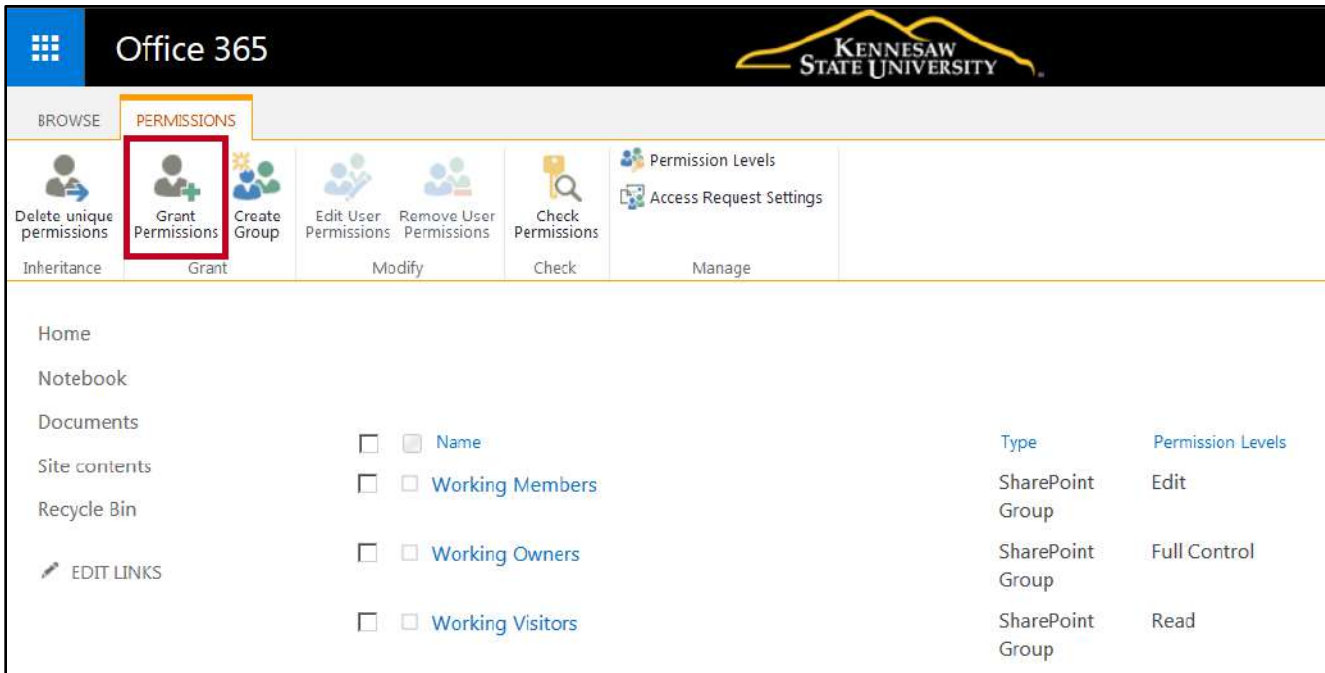 Office 365
KENNESAW
STATE UNIVERSITY
BROWSE
PERMISSIONS
Delete unique
permissions
Inheritance
Grant
Permissions
Create
Group
Grant
Edit User
Permissions
Remove User
Permissions
Modify
Check
Permissions
Check
Permission Levels
Access Request Settings
Manage
Home
Notebook
Documents
Site contents
Recycle Bin
EDIT LINKS
Name Type Permission Levels
Working Members SharePoint Edit
Group
Working Owners SharePoint Full Control
Group
Working Visitors SharePoint Read
Group